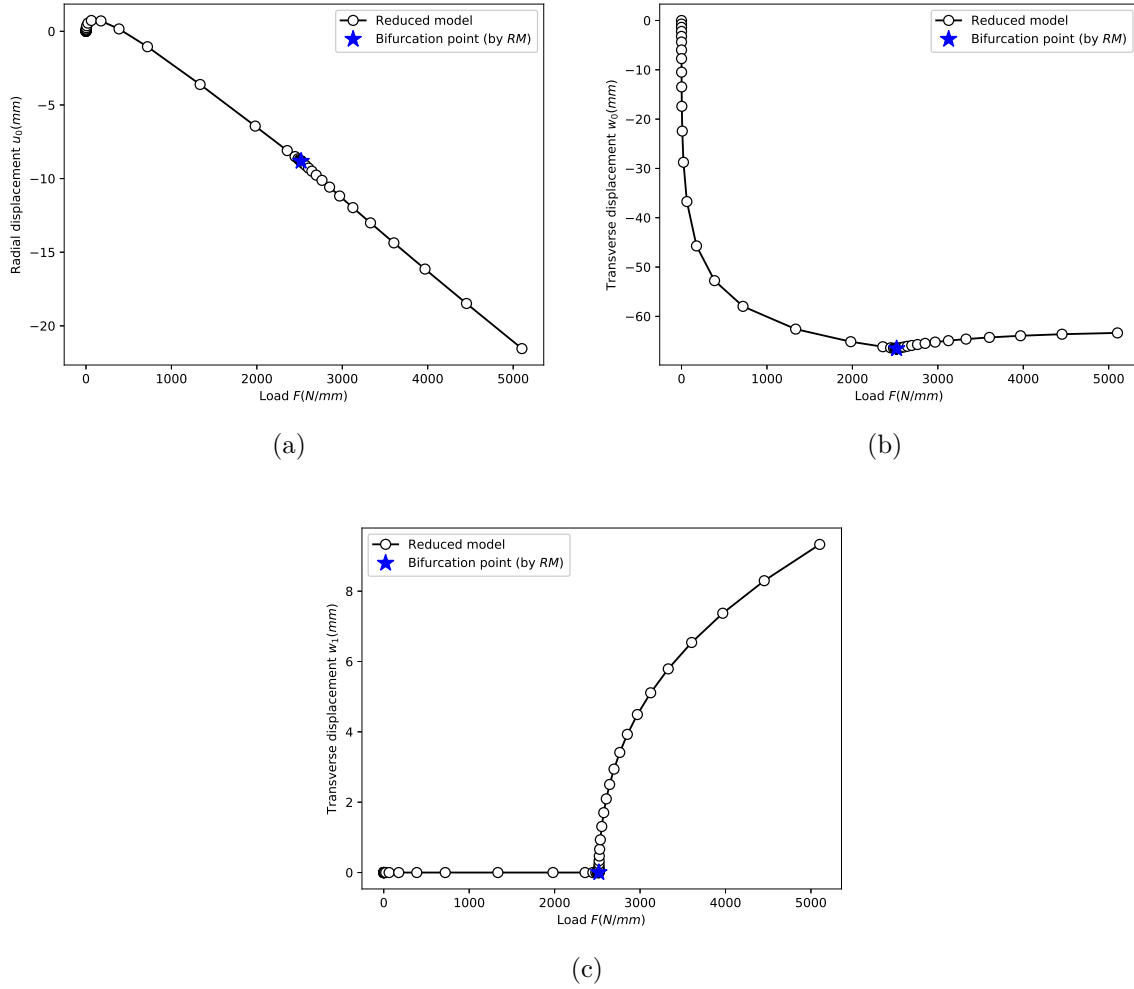 Reduced model
Bifurcation point (by RM)
Radial displacement u₀(mm)
0
−5
−10
−15
−20
0 1000 2000 3000 4000 5000
Load F(N/mm)
(a)
Reduced model
Bifurcation point (by RM)
Transverse displacement w₀(mm)
0
−10
−20
−30
−40
−50
−60
0 1000 2000 3000 4000 5000
Load F(N/mm)
(b)
Reduced model
Bifurcation point (by RM)
Transverse displacement w₁(mm)
8
6
4
2
0
0 1000 2000 3000 4000 5000
Load F(N/mm)
(c)